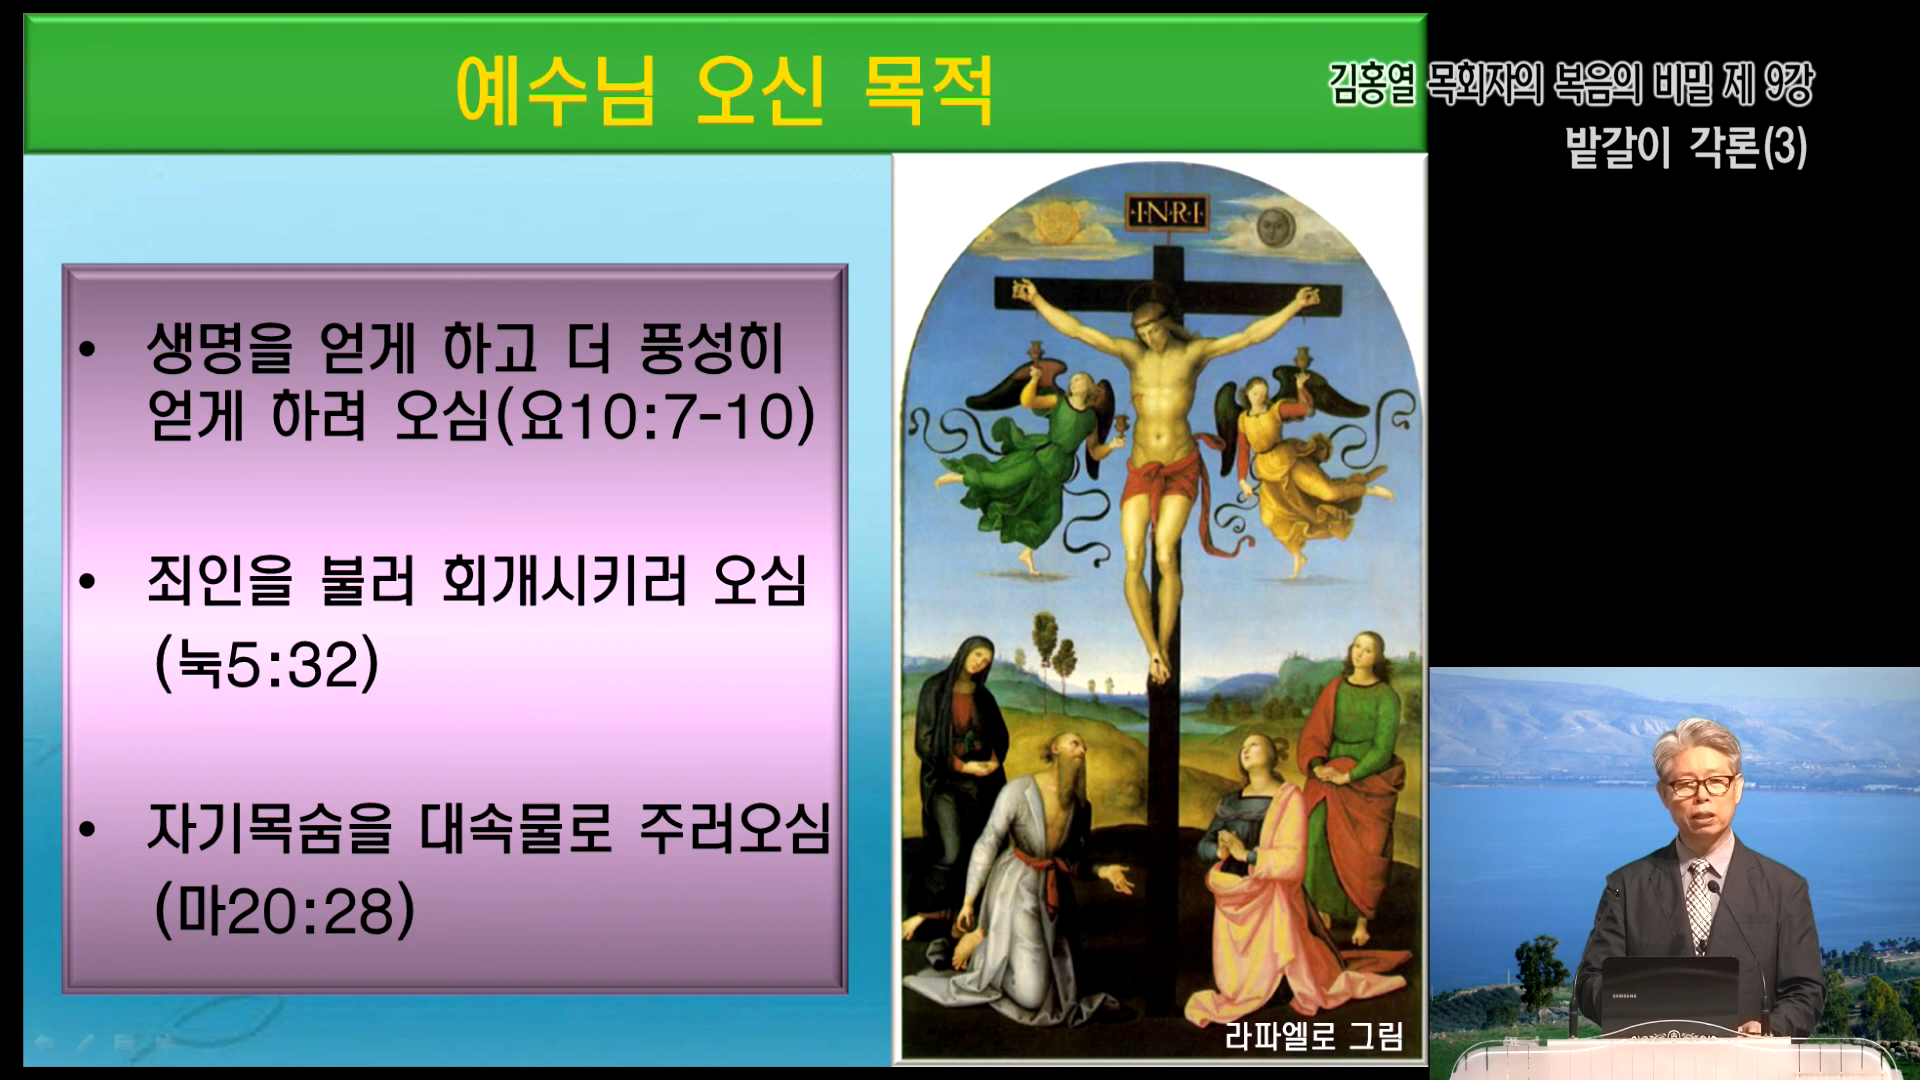 예수님 오신 목적
김홍열 목회자의 복음의 비밀 제 9강
밭갈이 각론(3)
• 생명을 얻게 하고 더 풍성히
얻게 하려 오심(요10:7-10)
• 죄인을 불러 회개시키러 오심
(눅5:32)
• 자기목숨을 대속물로 주러오심
(마20:28)
·I·N·R·I·
라파엘로 그림
SAMSUNG